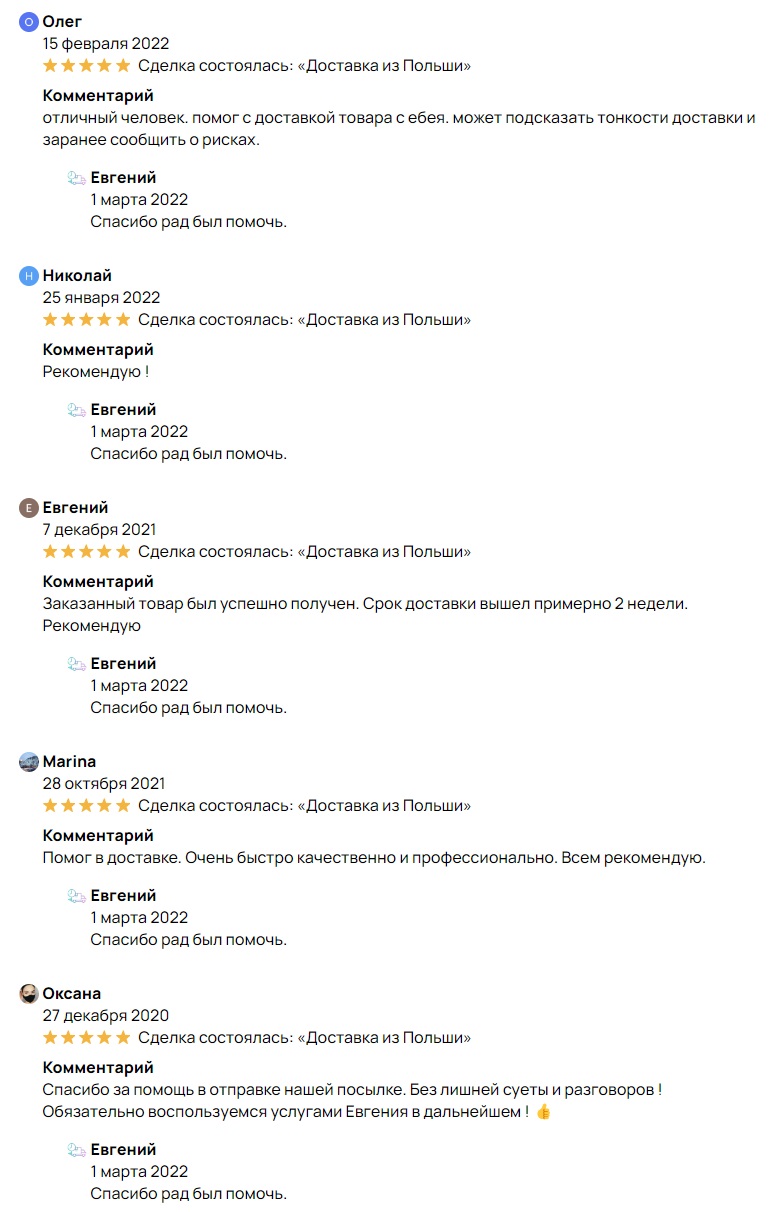 О Олег
15 февраля 2022
Сделка состоялась: «Доставка из Польши»
Комментарий
отличный человек. помог с доставкой товара с ебея. может подсказать тонкости доставки и
заранее сообщить о рисках.
Евгений
1 марта 2022
Спасибо рад был помочь.
Н Николай
25 января 2022
Сделка состоялась: «Доставка из Польши»
Комментарий
Рекомендую !
Евгений
1 марта 2022
Спасибо рад был помочь.
Е Евгений
7 декабря 2021
Сделка состоялась: «Доставка из Польши»
Комментарий
Заказанный товар был успешно получен. Срок доставки вышел примерно 2 недели.
Рекомендую
Евгений
1 марта 2022
Спасибо рад был помочь.
Marina
28 октября 2021
Сделка состоялась: «Доставка из Польши»
Комментарий
Помог в доставке. Очень быстро качественно и профессионально. Всем рекомендую.
Евгений
1 марта 2022
Спасибо рад был помочь.
Оксана
27 декабря 2020
Сделка состоялась: «Доставка из Польши»
Комментарий
Спасибо за помощь в отправке нашей посылке. Без лишней суеты и разговоров !
Обязательно воспользуемся услугами Евгения в дальнейшем ! 👍
Евгений
1 марта 2022
Спасибо рад был помочь.